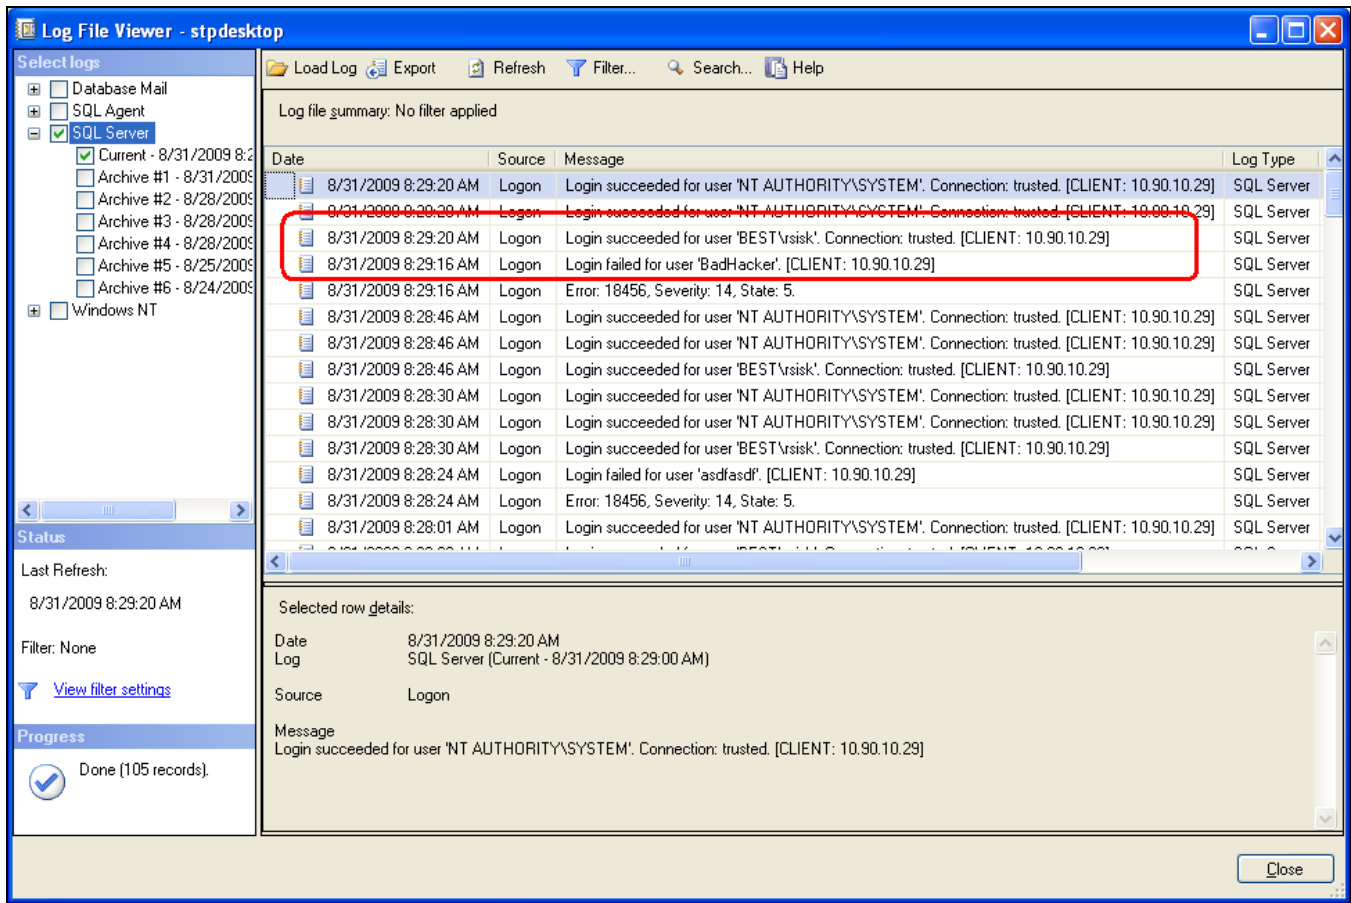 Log File Viewer - stpdesktop
Select logs
Database Mail
SQL Agent
SQL Server
Current - 8/31/2009 8:2
Archive #1 - 8/31/2009
Archive #2 - 8/28/2009
Archive #3 - 8/28/2009
Archive #4 - 8/28/2009
Archive #5 - 8/25/2009
Archive #6 - 8/24/2009
Windows NT
Status
Last Refresh:
8/31/2009 8:29:20 AM
Filter: None
View filter settings
Progress
Done (105 records).
Load Log Export Refresh Filter... Search... Help
Log file summary: No filter applied
Date Source Message Log Type
8/31/2009 8:29:20 AM Logon Login succeeded for user 'NT AUTHORITY\SYSTEM'. Connection: trusted. [CLIENT: 10.90.10.29] SQL Server
8/31/2009 8:29:20 AM Logon Login succeeded for user 'NT AUTHORITY\SYSTEM'. Connection: trusted. [CLIENT: 10.90.10.29] SQL Server
8/31/2009 8:29:20 AM Logon Login succeeded for user 'BEST\rsisk'. Connection: trusted. [CLIENT: 10.90.10.29] SQL Server
8/31/2009 8:29:16 AM Logon Login failed for user 'BadHacker'. [CLIENT: 10.90.10.29] SQL Server
8/31/2009 8:29:16 AM Logon Error: 18456, Severity: 14, State: 5. SQL Server
8/31/2009 8:28:46 AM Logon Login succeeded for user 'NT AUTHORITY\SYSTEM'. Connection: trusted. [CLIENT: 10.90.10.29] SQL Server
8/31/2009 8:28:46 AM Logon Login succeeded for user 'NT AUTHORITY\SYSTEM'. Connection: trusted. [CLIENT: 10.90.10.29] SQL Server
8/31/2009 8:28:46 AM Logon Login succeeded for user 'BEST\rsisk'. Connection: trusted. [CLIENT: 10.90.10.29] SQL Server
8/31/2009 8:28:30 AM Logon Login succeeded for user 'NT AUTHORITY\SYSTEM'. Connection: trusted. [CLIENT: 10.90.10.29] SQL Server
8/31/2009 8:28:30 AM Logon Login succeeded for user 'NT AUTHORITY\SYSTEM'. Connection: trusted. [CLIENT: 10.90.10.29] SQL Server
8/31/2009 8:28:30 AM Logon Login succeeded for user 'BEST\rsisk'. Connection: trusted. [CLIENT: 10.90.10.29] SQL Server
8/31/2009 8:28:24 AM Logon Login failed for user 'asdfasdf'. [CLIENT: 10.90.10.29] SQL Server
8/31/2009 8:28:24 AM Logon Error: 18456, Severity: 14, State: 5. SQL Server
8/31/2009 8:28:01 AM Logon Login succeeded for user 'NT AUTHORITY\SYSTEM'. Connection: trusted. [CLIENT: 10.90.10.29] SQL Server
Selected row details:
Date 8/31/2009 8:29:20 AM
Log SQL Server (Current - 8/31/2009 8:29:00 AM)
Source Logon
Message
Login succeeded for user 'NT AUTHORITY\SYSTEM'. Connection: trusted. [CLIENT: 10.90.10.29]
Close